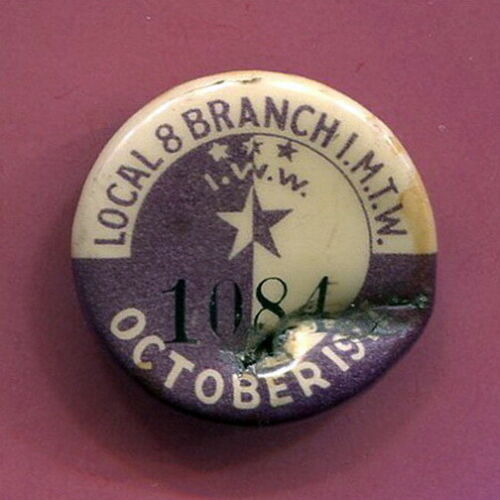 LOCAL 8 BRANCH I.M.T.W.
I.W.W.
1084
OCTOBER